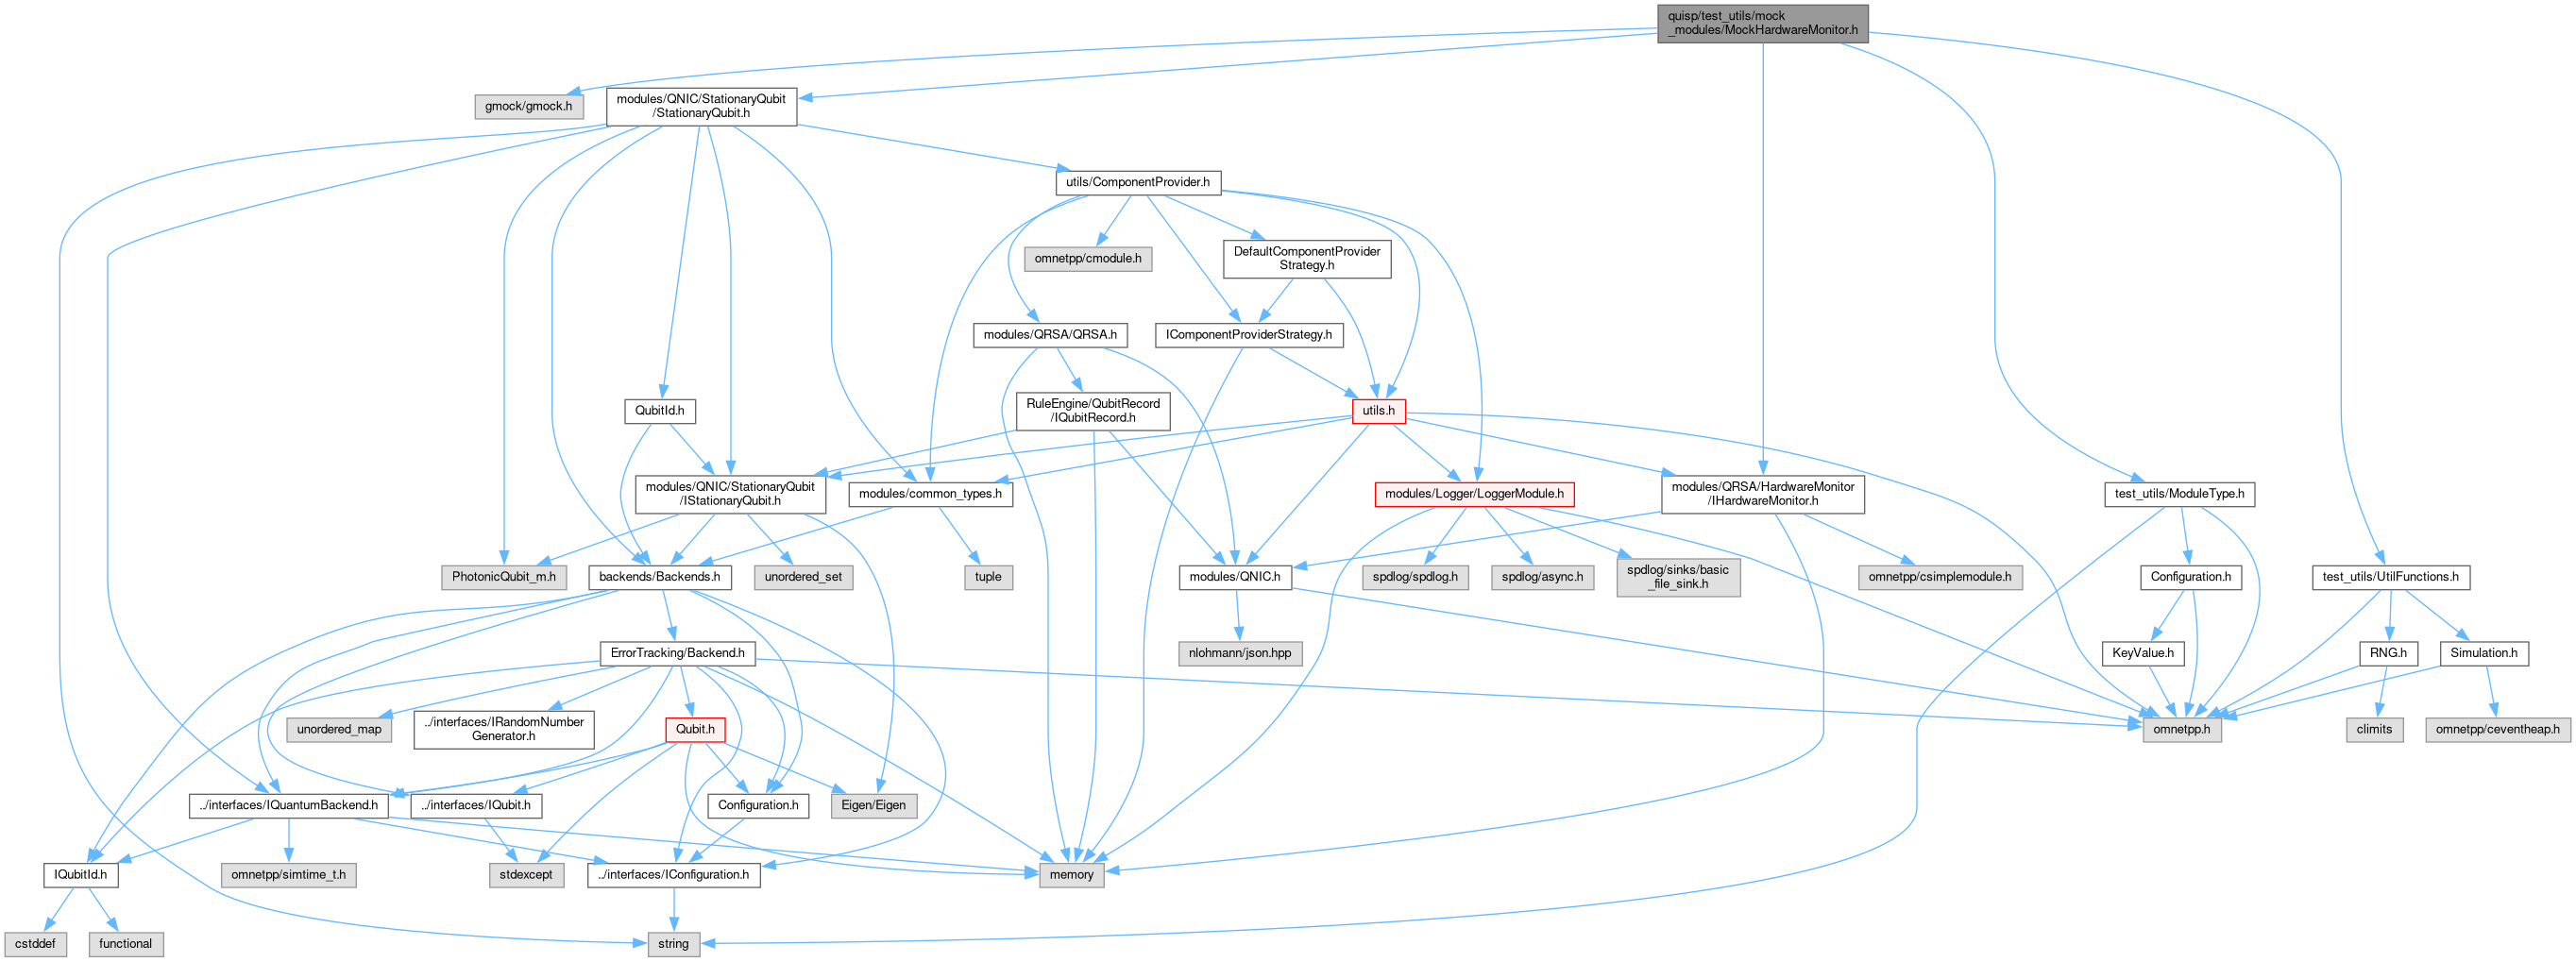 quisp/test_utils/mock
_modules/MockHardwareMonitor.h
gmock/gmock.h
modules/QNIC/StationaryQubit
/StationaryQubit.h
utils/ComponentProvider.h
omnetpp/cmodule.h
DefaultComponentProvider
Strategy.h
modules/QRSA/QRSA.h
IComponentProviderStrategy.h
QubitId.h
RuleEngine/QubitRecord
/IQubitRecord.h
utils.h
modules/QNIC/StationaryQubit
/IStationaryQubit.h
modules/common_types.h
modules/Logger/LoggerModule.h
modules/QRSA/HardwareMonitor
/IHardwareMonitor.h
test_utils/ModuleType.h
PhotonicQubit_m.h
backends/Backends.h
unordered_set
tuple
modules/QNIC.h
spdlog/spdlog.h
spdlog/async.h
spdlog/sinks/basic
_file_sink.h
omnetpp/csimplemodule.h
Configuration.h
test_utils/UtilFunctions.h
ErrorTracking/Backend.h
nlohmann/json.hpp
KeyValue.h
RNG.h
Simulation.h
unordered_map
../interfaces/IRandomNumber
Generator.h
Qubit.h
omnetpp.h
climits
omnetpp/ceventheap.h
../interfaces/IQuantumBackend.h
../interfaces/IQubit.h
Configuration.h
Eigen/Eigen
IQubitId.h
omnetpp/simtime_t.h
stdexcept
../interfaces/IConfiguration.h
memory
cstddef
functional
string